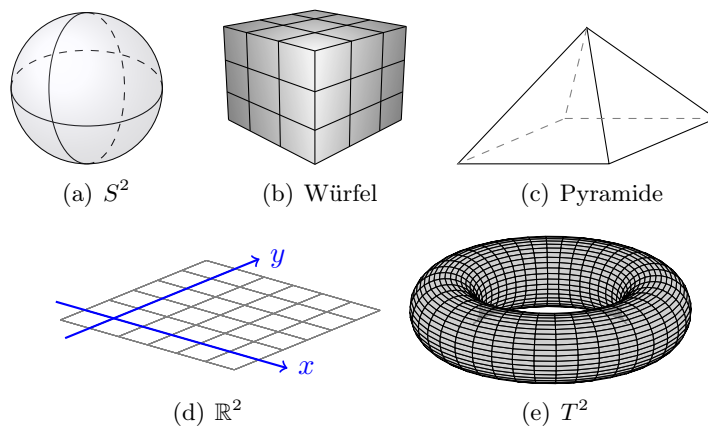 (a) S²
(b) Würfel
(c) Pyramide
y
x
(d) ℝ²
(e) T²